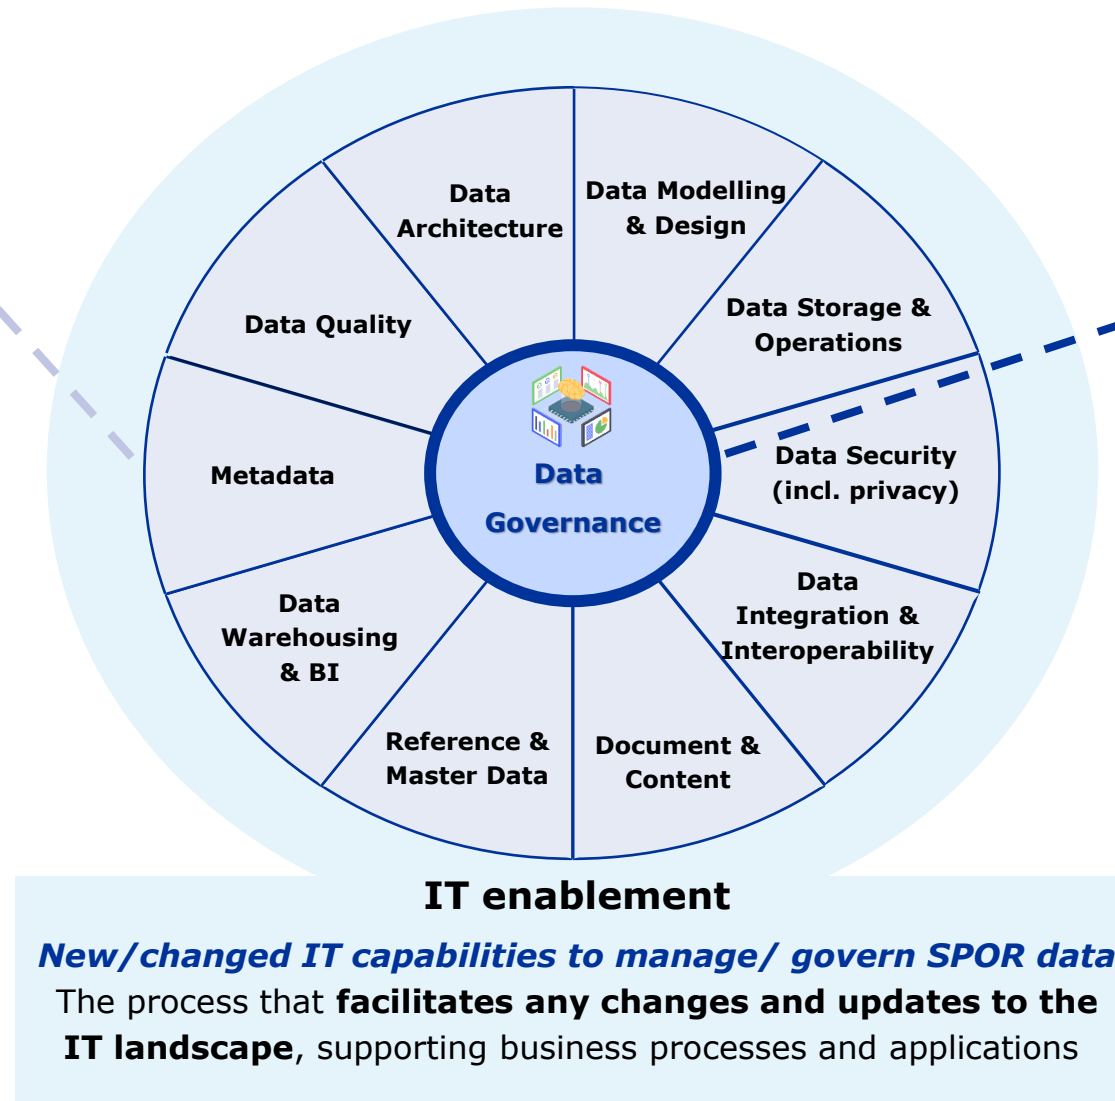 Data
Architecture
Data Modelling
& Design
Data Storage &
Operations
Data Security
(incl. privacy)
Data
Integration &
Interoperability
Document &
Content
Reference &
Master Data
Data
Warehousing
& BI
Metadata
Data Quality
Data
Governance
IT enablement
New/changed IT capabilities to manage/ govern SPOR data
The process that facilitates any changes and updates to the
IT landscape, supporting business processes and applications